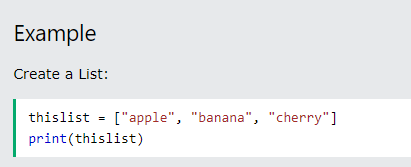 Example
Create a List:
thislist = ["apple", "banana", "cherry"]
print(thislist)